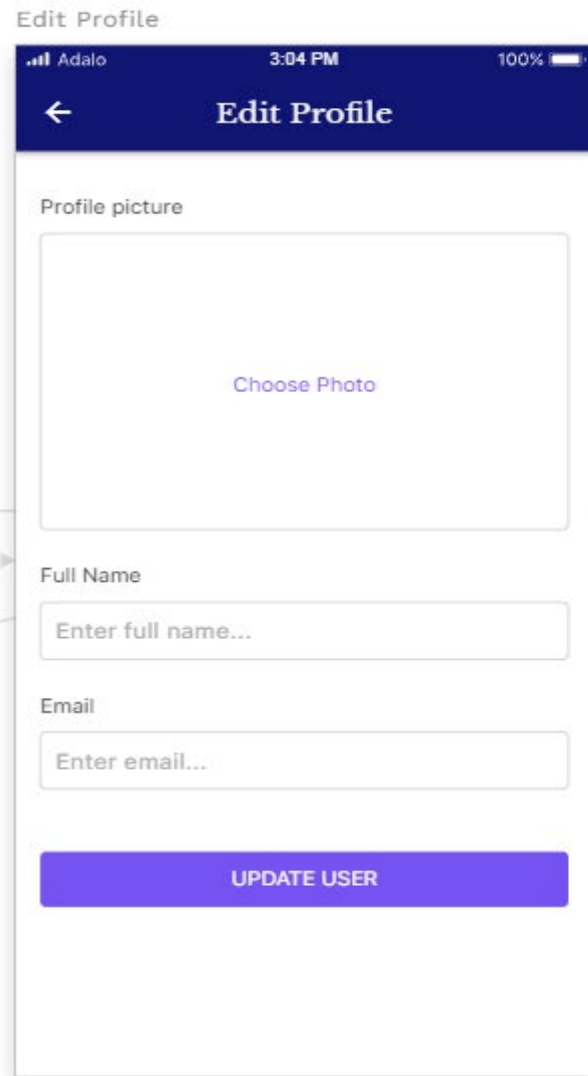 Edit Profile
Adalo 3:04 PM 100%
Edit Profile
Profile picture
Choose Photo
Full Name
Enter full name...
Email
Enter email...
UPDATE USER